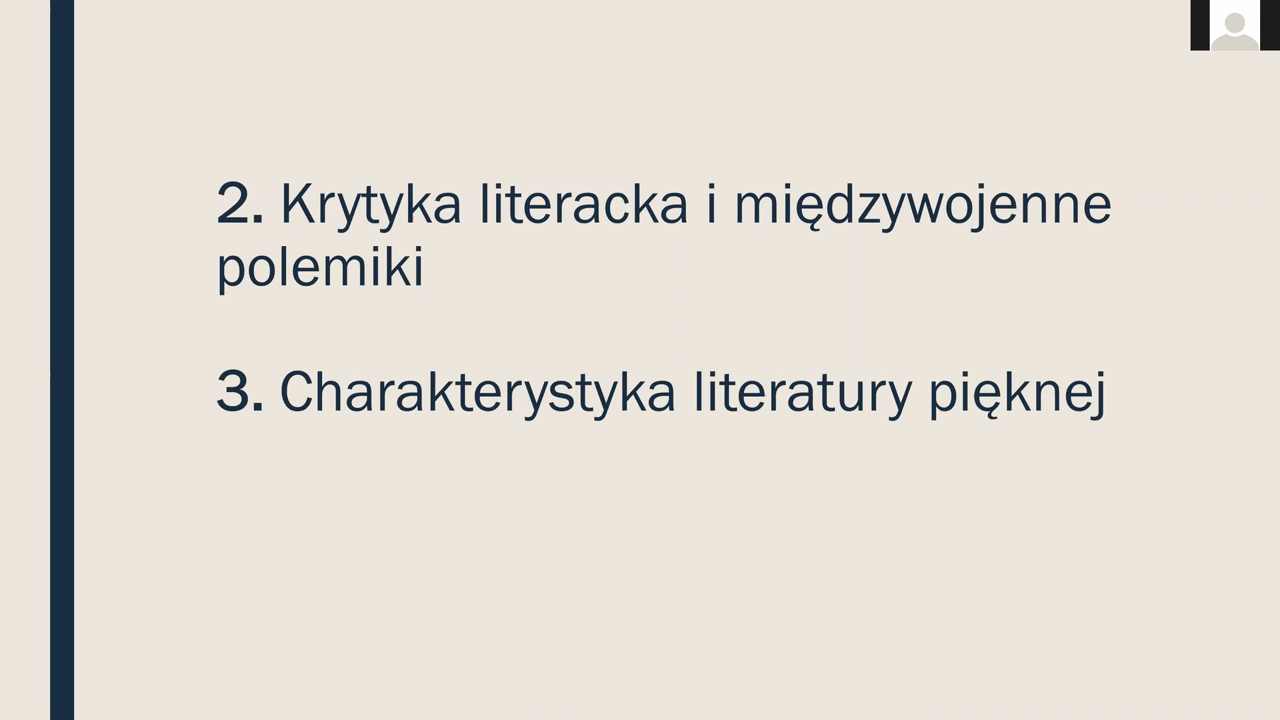 2. Krytyka literacka i międzywojenne
polemiki
3. Charakterystyka literatury pięknej